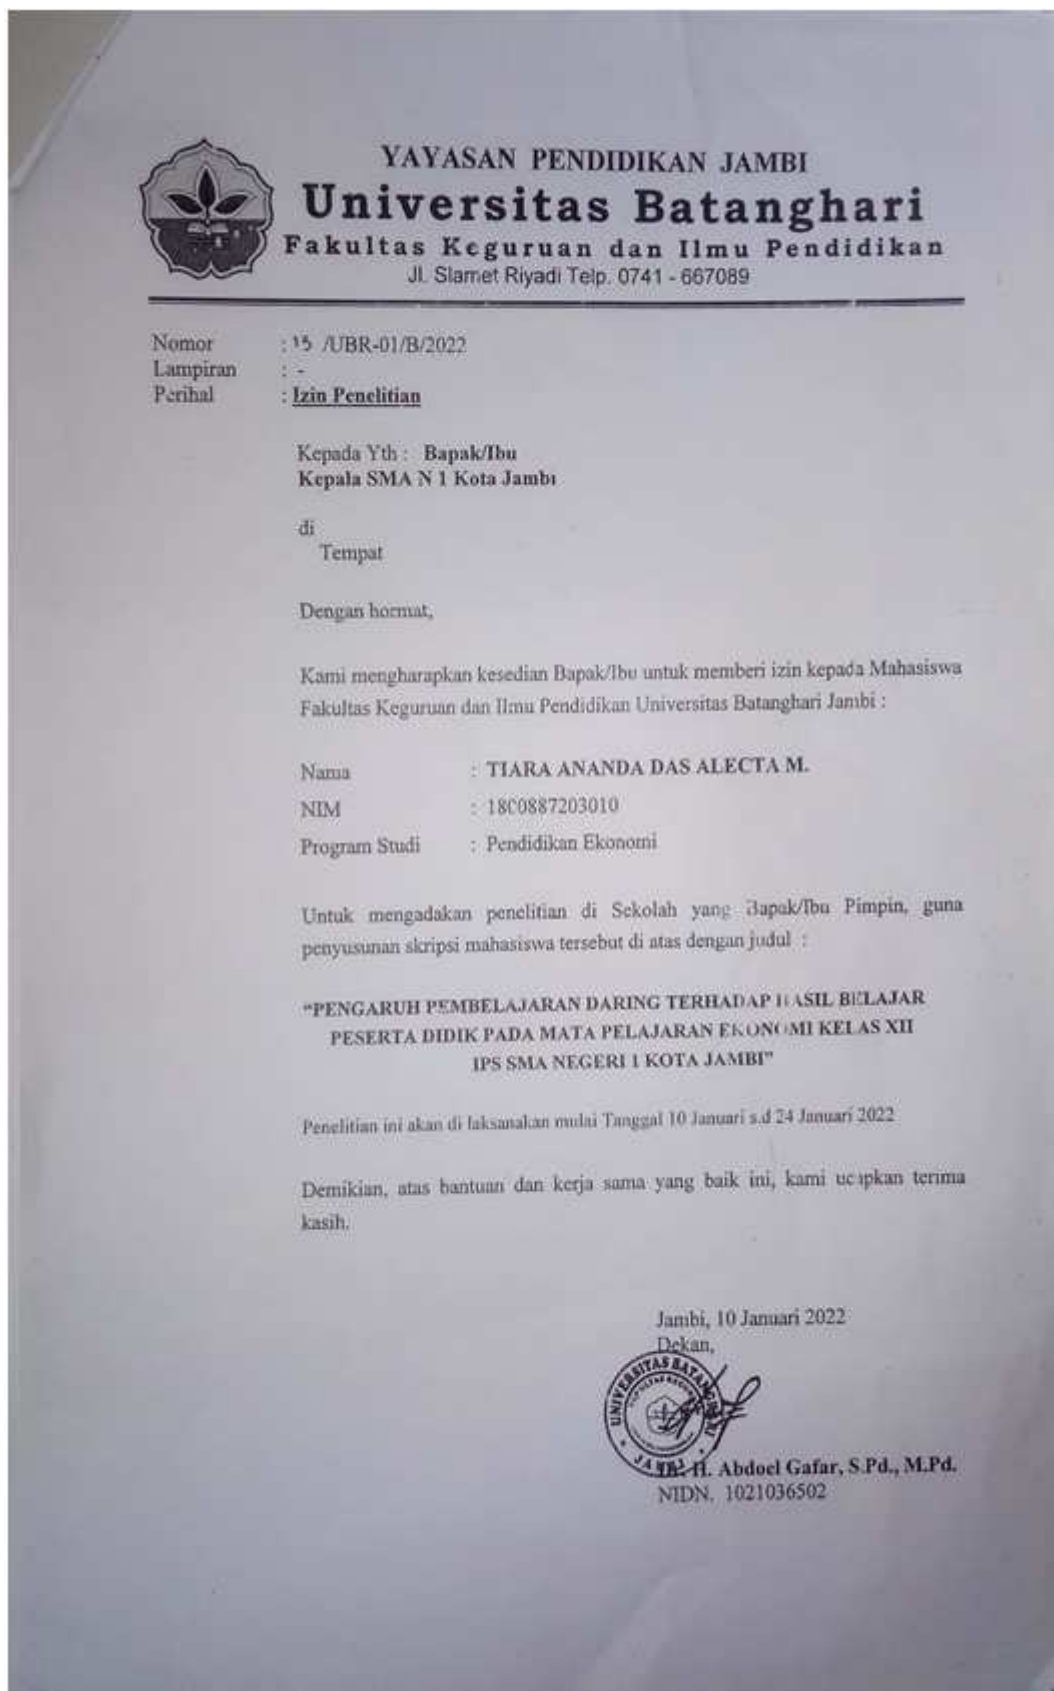 YAYASAN PENDIDIKAN JAMBI
Universitas Batanghari
Fakultas Keguruan dan Ilmu Pendidikan
Jl. Slamet Riyadi Telp. 0741 - 667089
Nomor : 15 /UBR-01/B/2022
Lampiran : -
Perihal : Izin Penelitian
Kepada Yth : Bapak/Ibu
Kepala SMA N 1 Kota Jambi
di
Tempat
Dengan hormat,
Kami mengharapkan kesedian Bapak/Ibu untuk memberi izin kepada Mahasiswa
Fakultas Keguruan dan Ilmu Pendidikan Universitas Batanghari Jambi :
Nama : TIARA ANANDA DAS ALECTA M.
NIM : 1800887203010
Program Studi : Pendidikan Ekonomi
Untuk mengadakan penelitian di Sekolah yang Bapak/Ibu Pimpin, guna
penyusunan skripsi mahasiswa tersebut di atas dengan judul :
“PENGARUH PEMBELAJARAN DARING TERHADAP HASIL BELAJAR
PESERTA DIDIK PADA MATA PELAJARAN EKONOMI KELAS XII
IPS SMA NEGERI 1 KOTA JAMBI”
Penelitian ini akan di laksanakan mulai Tanggal 10 Januari s.d 24 Januari 2022
Demikian, atas bantuan dan kerja sama yang baik ini, kami ucapkan terima
kasih.
Jambi, 10 Januari 2022
Dekan,
UNIVERSITAS BATANGHARI
JAMBI
H. Abdoel Gafar, S.Pd., M.Pd.
NIDN. 1021036502